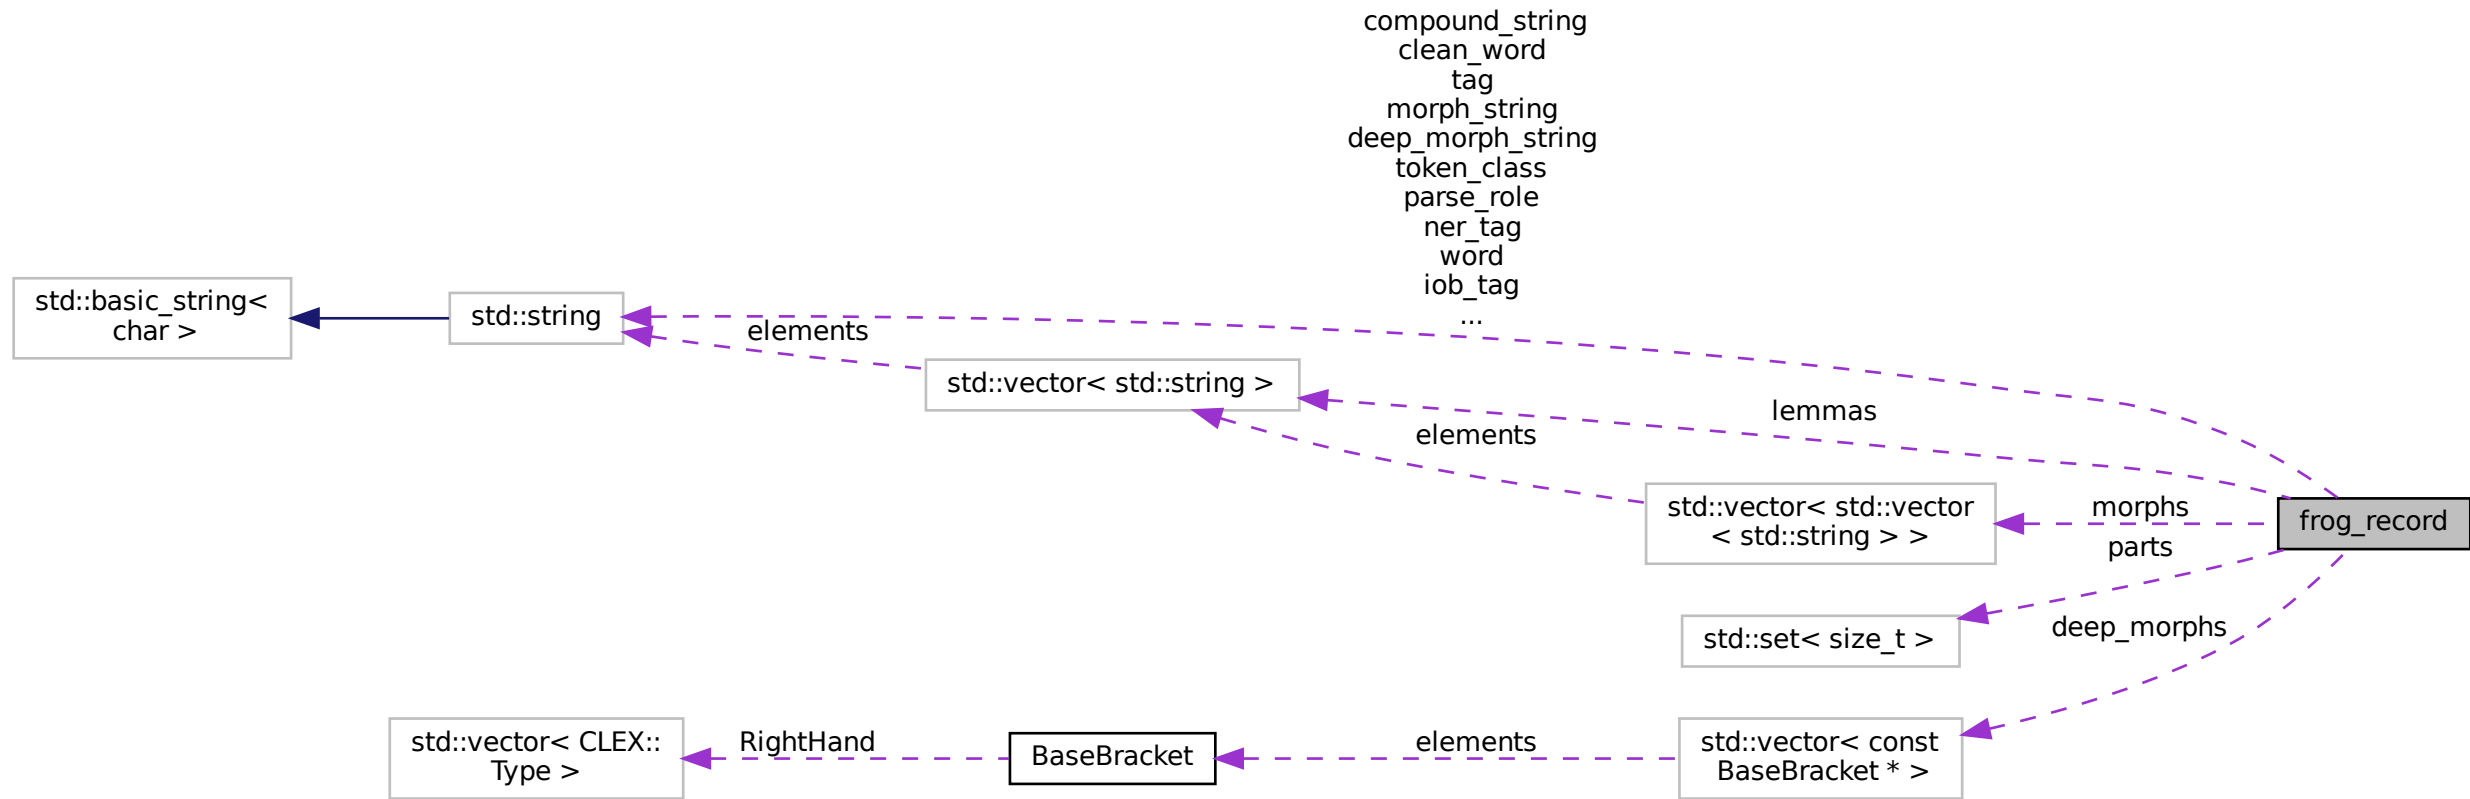 compound_string
clean_word
tag
morph_string
deep_morph_string
token_class
parse_role
ner_tag
word
iob_tag
...
std::basic_string<
char >
std::string
elements
std::vector< std::string >
lemmas
elements
std::vector< std::vector
< std::string > >
morphs
frog_record
parts
std::set< size_t >
deep_morphs
std::vector< CLEX::
Type >
RightHand
BaseBracket
elements
std::vector< const
BaseBracket * >